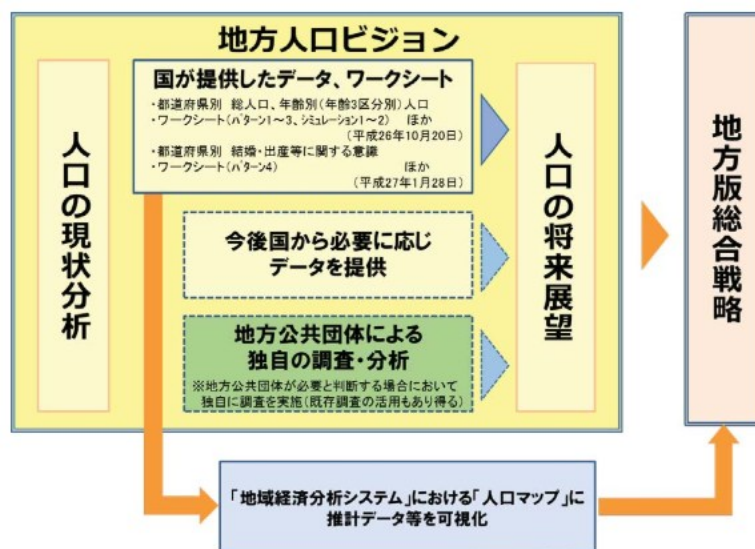 地方人口ビジョン
人口の現状分析
国が提供したデータ、ワークシート
・都道府県別 総人口、年齢別(年齢3区分別)人口
・ワークシート(パターン1～3、シミュレーション1～2) ほか
(平成26年10月20日)
・都道府県別 結婚・出産等に関する意識
・ワークシート(パターン4) ほか
(平成27年1月28日)
今後国から必要に応じ
データを提供
地方公共団体による
独自の調査・分析
※地方公共団体が必要と判断する場合において
独自に調査を実施(既存調査の活用もあり得る)
人口の将来展望
地方版総合戦略
「地域経済分析システム」における「人口マップ」に
推計データ等を可視化